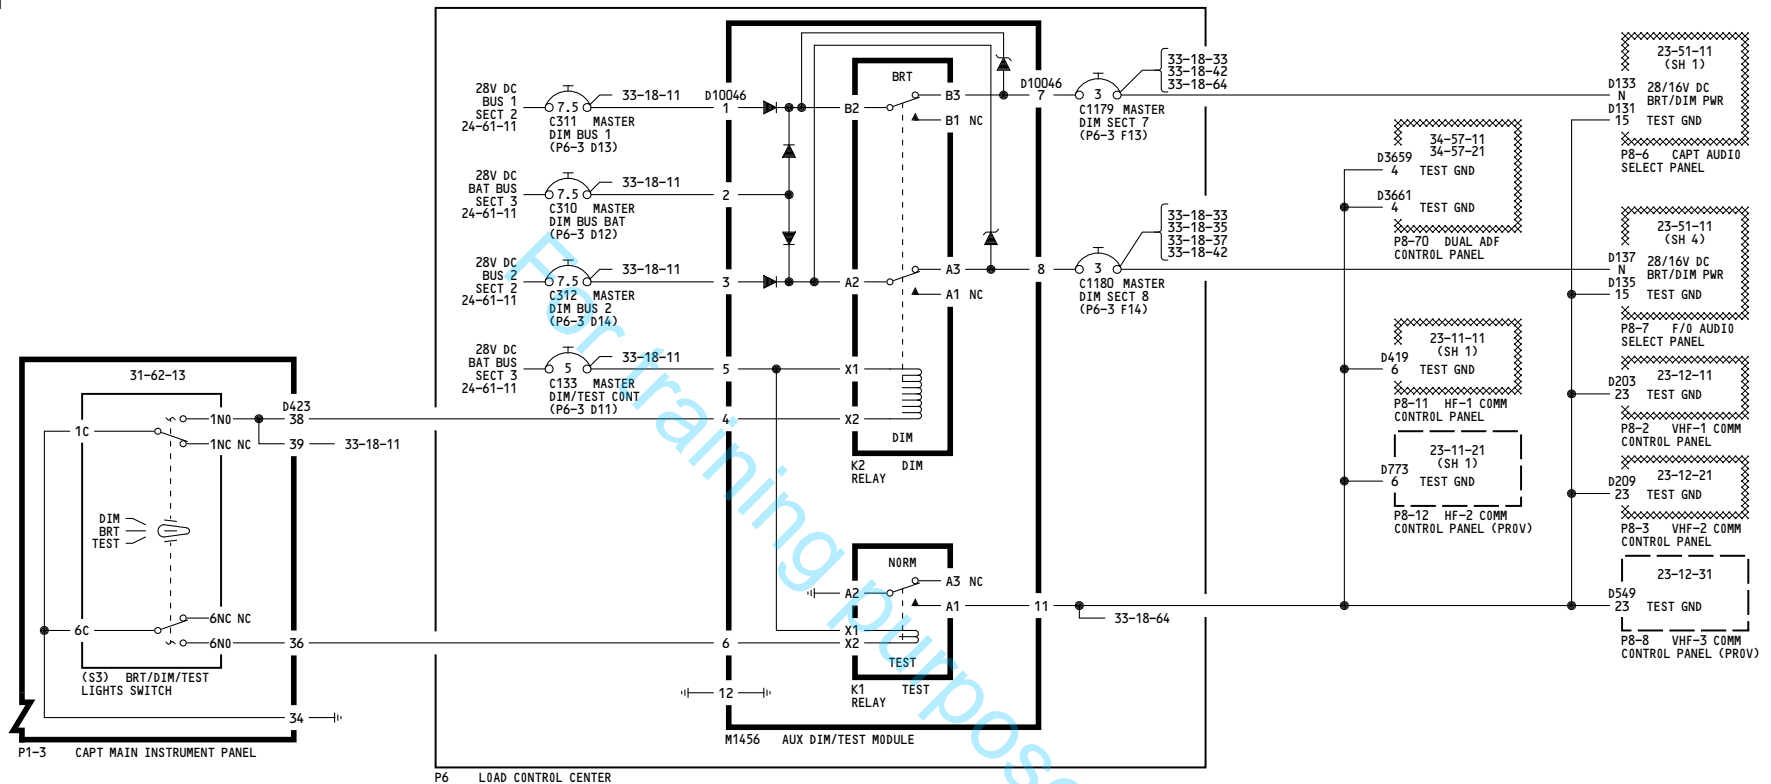 31-62-13
1C
1NO
1NC NC
D423
38
39
33-18-11
DIM
BRT
TEST
6C
6NC NC
6NO
36
(S3) BRT/DIM/TEST
LIGHTS SWITCH
34
P1-3 CAPT MAIN INSTRUMENT PANEL
28V DC
BUS 1
SECT 2
24-61-11
7.5
33-18-11
C311 MASTER
DIM BUS 1
(P6-3 D13)
28V DC
BAT BUS
SECT 3
24-61-11
7.5
33-18-11
C310 MASTER
DIM BUS BAT
(P6-3 D12)
28V DC
BUS 2
SECT 2
24-61-11
7.5
33-18-11
C312 MASTER
DIM BUS 2
(P6-3 D14)
28V DC
BAT BUS
SECT 3
24-61-11
5
33-18-11
C133 MASTER
DIM/TEST CONT
(P6-3 D11)
D10046
1
2
3
5
4
6
12
BRT
B2
B3
B1 NC
A2
A3
A1 NC
X1
X2
DIM
K2 DIM
RELAY
NORM
A2
A3 NC
A1
X1
X2
TEST
K1 TEST
RELAY
M1456 AUX DIM/TEST MODULE
P6 LOAD CONTROL CENTER
D10046
7
8
11
3
C1179 MASTER
DIM SECT 7
(P6-3 F13)
33-18-33
33-18-42
33-18-64
3
C1180 MASTER
DIM SECT 8
(P6-3 F14)
33-18-33
33-18-35
33-18-37
33-18-42
33-18-64
34-57-11
34-57-21
D3659
4 TEST GND
D3661
4 TEST GND
P8-70 DUAL ADF
CONTROL PANEL
23-11-11
(SH 1)
D419
6 TEST GND
P8-11 HF-1 COMM
CONTROL PANEL
23-11-21
(SH 1)
D773
6 TEST GND
P8-12 HF-2 COMM
CONTROL PANEL (PROV)
23-51-11
(SH 1)
D133
N 28/16V DC
BRT/DIM PWR
D131
15 TEST GND
P8-6 CAPT AUDIO
SELECT PANEL
23-51-11
(SH 4)
D137
N 28/16V DC
BRT/DIM PWR
D135
15 TEST GND
P8-7 F/O AUDIO
SELECT PANEL
23-12-11
D203
23 TEST GND
P8-2 VHF-1 COMM
CONTROL PANEL
23-12-21
D209
23 TEST GND
P8-3 VHF-2 COMM
CONTROL PANEL
23-12-31
D549
23 TEST GND
P8-8 VHF-3 COMM
CONTROL PANEL (PROV)
For training purpose